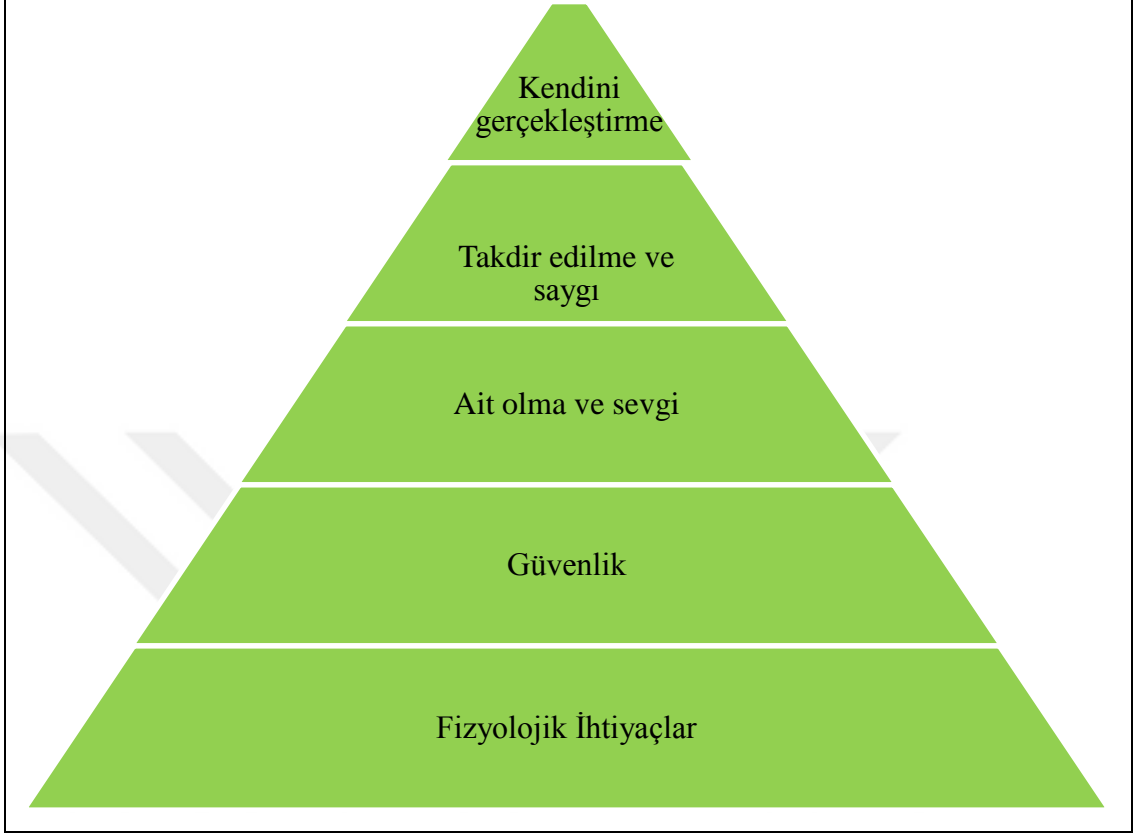 Kendini
gerçekleştirme
Takdir edilme ve
saygı
Ait olma ve sevgi
Güvenlik
Fizyolojik İhtiyaçlar